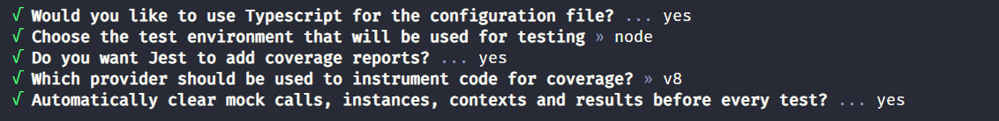 √ Would you like to use Typescript for the configuration file? ... yes
√ Choose the test environment that will be used for testing » node
√ Do you want Jest to add coverage reports? ... yes
√ Which provider should be used to instrument code for coverage? » v8
√ Automatically clear mock calls, instances, contexts and results before every test? ... yes